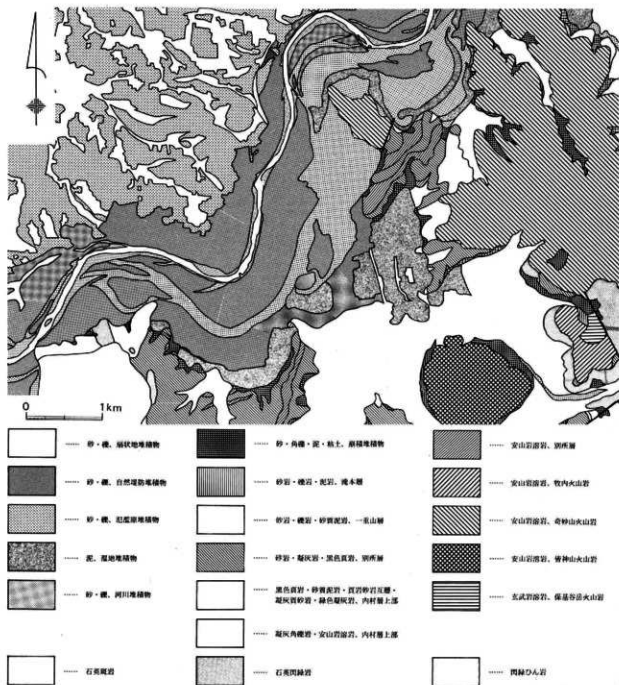 0 1km
砂・礫、扇状地堆積物
砂・礫、自然堤防堆積物
砂・礫、氾濫原堆積物
泥、湿地堆積物
砂・礫、河川堆積物
石英斑岩
砂・角礫・泥・粘土、崩積堆積物
砂岩・礫岩・泥岩、滝本層
砂岩・礫岩・砂質泥岩、一重山層
砂岩・凝灰岩・黒色頁岩、別所層
黒色頁岩・砂質泥岩・頁岩砂岩互層・
凝灰質砂岩・緑色凝灰岩、内村層上部
凝灰角礫岩・安山岩溶岩、内村層上部
石英閃緑岩
安山岩溶岩、別所層
安山岩溶岩、牧内火山岩
安山岩溶岩、奇妙山火山岩
安山岩溶岩、皆神山火山岩
玄武岩溶岩、保基谷岳火山岩
閃緑ひん岩